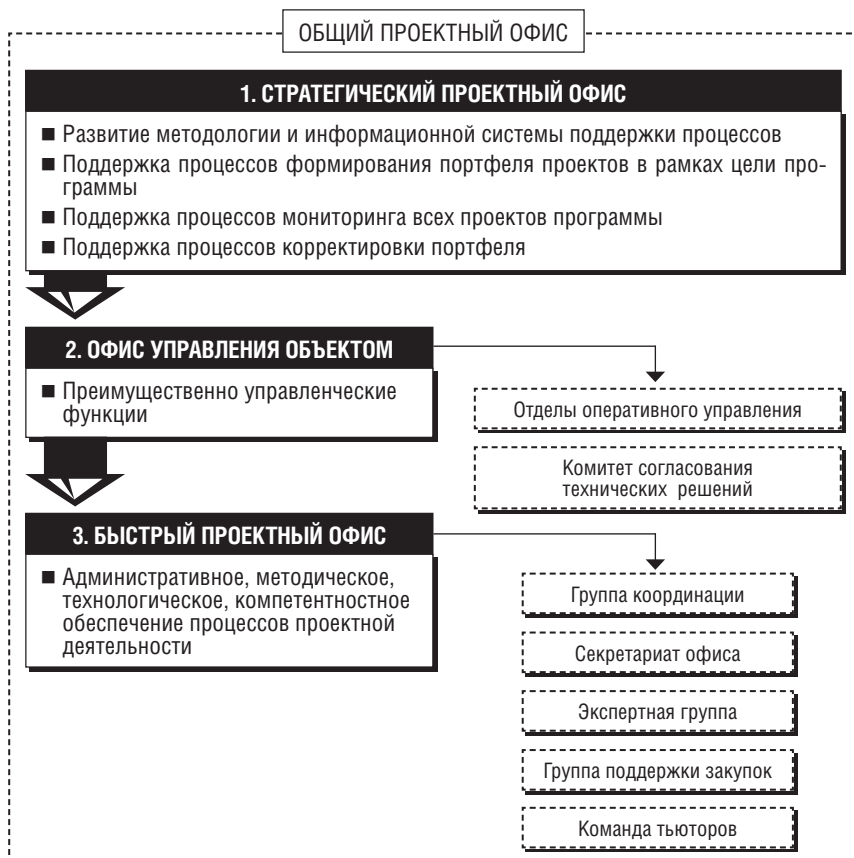 ОБЩИЙ ПРОЕКТНЫЙ ОФИС
1. СТРАТЕГИЧЕСКИЙ ПРОЕКТНЫЙ ОФИС
■ Развитие методологии и информационной системы поддержки процессов
■ Поддержка процессов формирования портфеля проектов в рамках цели про-
граммы
■ Поддержка процессов мониторинга всех проектов программы
■ Поддержка процессов корректировки портфеля
2. ОФИС УПРАВЛЕНИЯ ОБЪЕКТОМ
■ Преимущественно управленческие
функции
Отделы оперативного управления
Комитет согласования
технических решений
3. БЫСТРЫЙ ПРОЕКТНЫЙ ОФИС
■ Административное, методическое,
технологическое, компетентностное
обеспечение процессов проектной
деятельности
Группа координации
Секретариат офиса
Экспертная группа
Группа поддержки закупок
Команда тьюторов